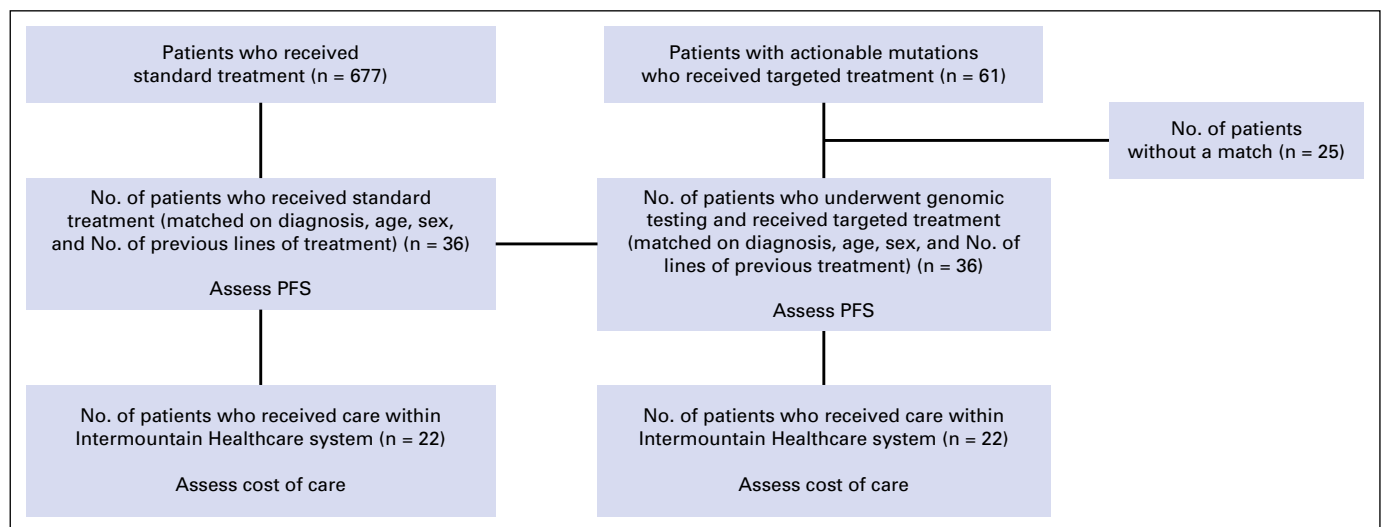 Patients who received
standard treatment (n = 677)
Patients with actionable mutations
who received targeted treatment (n = 61)
No. of patients
without a match (n = 25)
No. of patients who received standard
treatment (matched on diagnosis, age, sex,
and No. of previous lines of treatment) (n = 36)
Assess PFS
No. of patients who underwent genomic
testing and received targeted treatment
(matched on diagnosis, age, sex, and No. of
lines of previous treatment) (n = 36)
Assess PFS
No. of patients who received care within
Intermountain Healthcare system (n = 22)
Assess cost of care
No. of patients who received care within
Intermountain Healthcare system (n = 22)
Assess cost of care